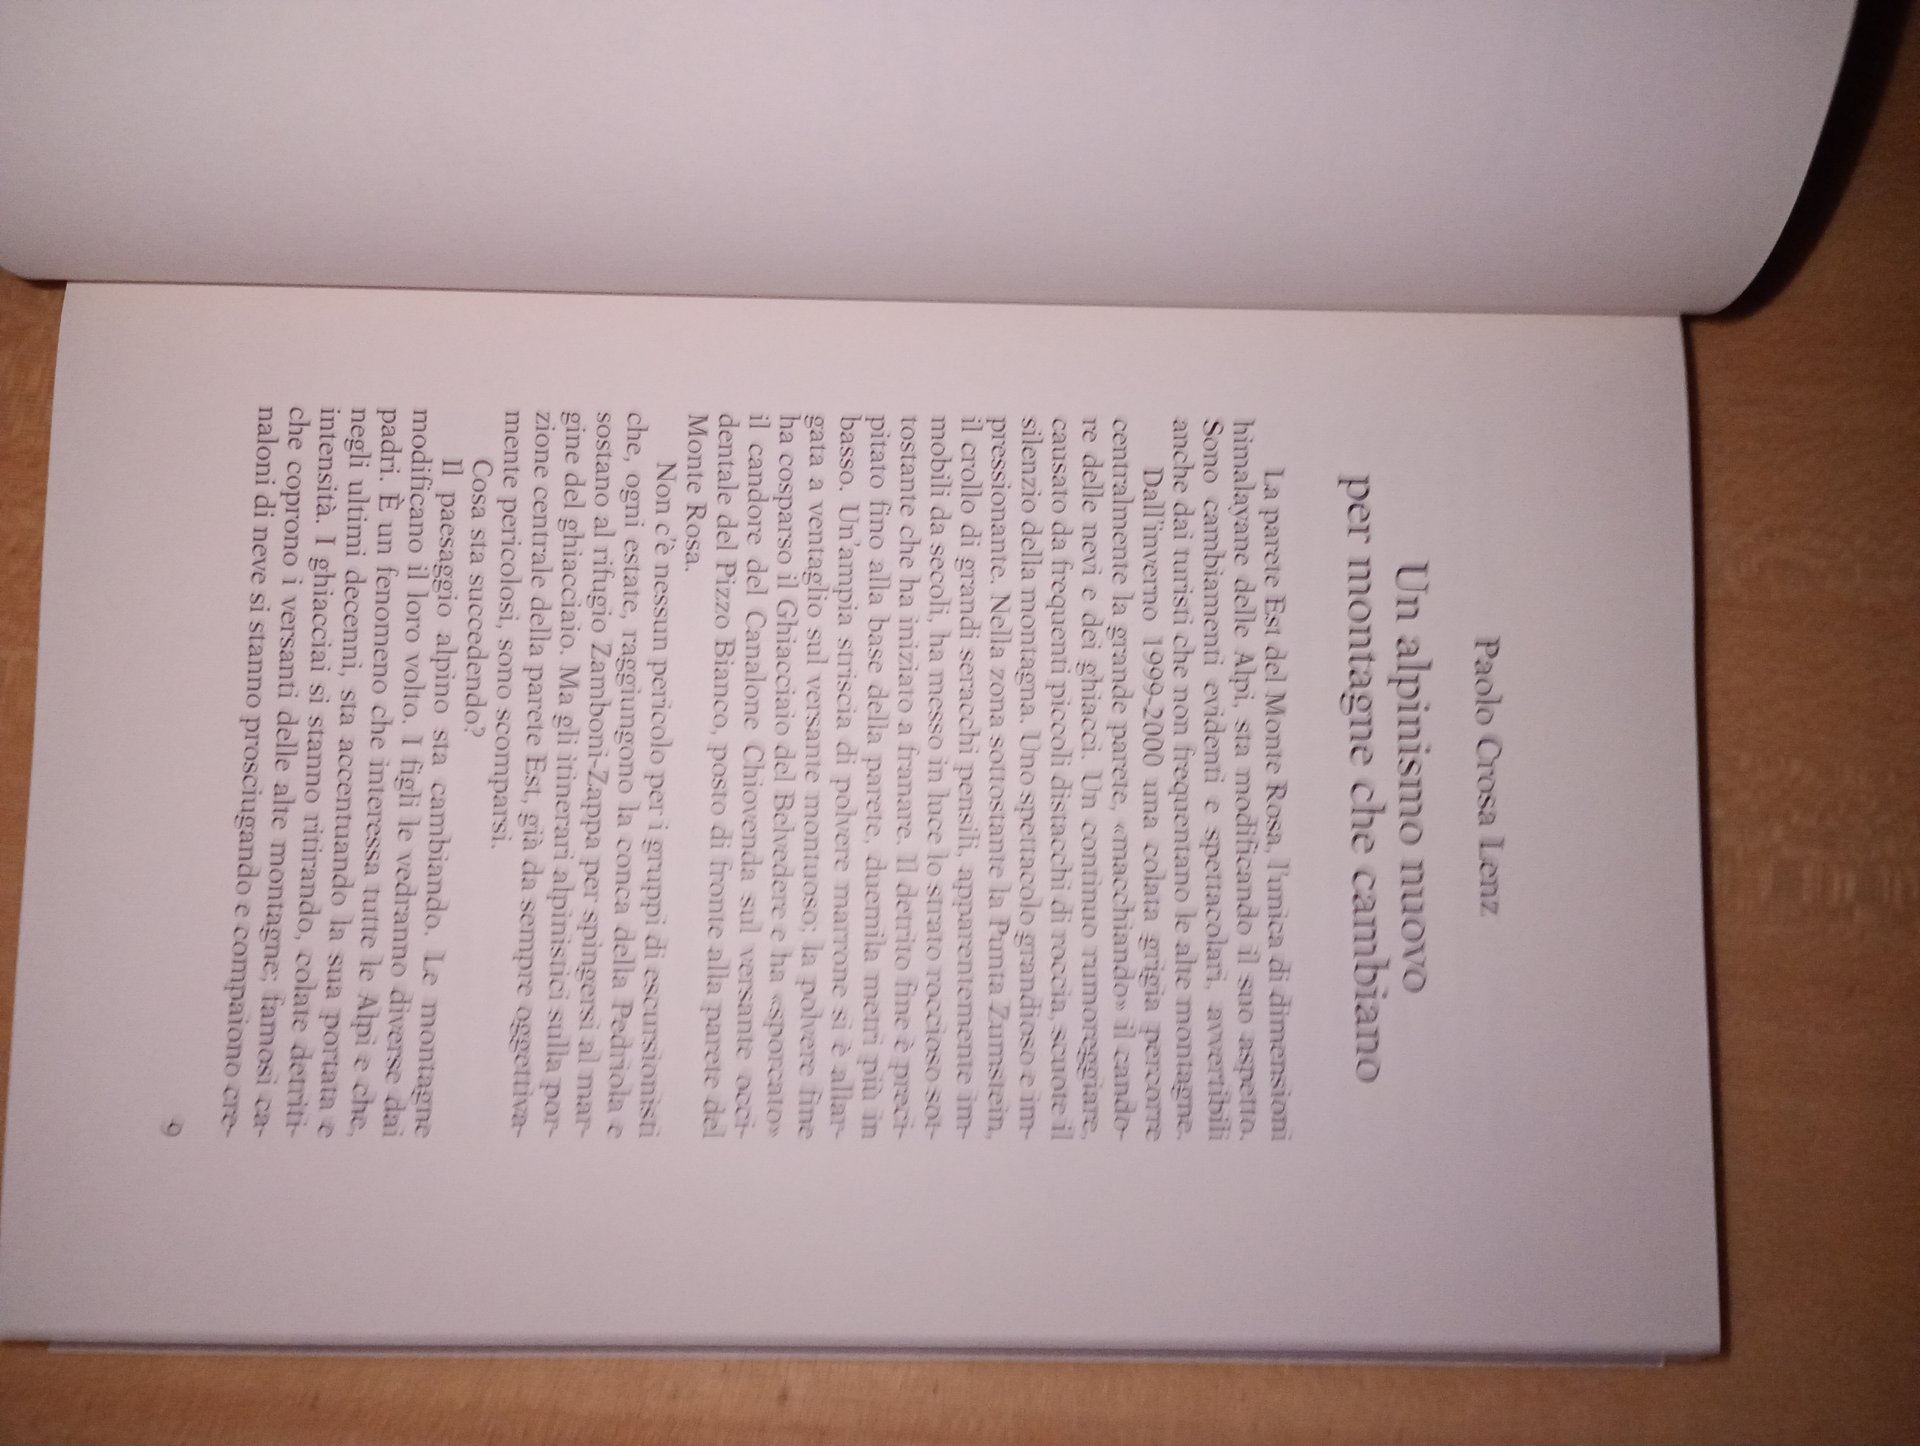 Paolo Crosa Lenz
Un alpinismo nuovo
per montagne che cambiano
La parete Est del Monte Rosa, l'unica di dimensioni
himalayane delle Alpi, sta modificando il suo aspetto.
Sono cambiamenti evidenti e spettacolari, avvertibili
anche dai turisti che non frequentano le alte montagne.
Dall'inverno 1999-2000 una colata grigia percorre
centralmente la grande parete, «macchiando» il cando-
re delle nevi e dei ghiacci. Un continuo rumoreggiare,
causato da frequenti piccoli distacchi di roccia, scuote il
silenzio della montagna. Uno spettacolo grandioso e im-
pressionante. Nella zona sottostante la Punta Zumstein,
il crollo di grandi seracchi pensili, apparentemente im-
mobili da secoli, ha messo in luce lo strato roccioso sot-
tostante che ha iniziato a franare. Il detrito fine è preci-
pitato fino alla base della parete, duemila metri più in
basso. Un'ampia striscia di polvere marrone si è allar-
gata a ventaglio sul versante montuoso; la polvere fine
ha cosparso il Ghiacciaio del Belvedere e ha «sporcato»
il candore del Canalone Chiovenda sul versante occi-
dentale del Pizzo Bianco, posto di fronte alla parete del
Monte Rosa.
Non c'è nessun pericolo per i gruppi di escursionisti
che, ogni estate, raggiungono la conca della Pedriola e
sostano al rifugio Zamboni-Zappa per spingersi al mar-
gine del ghiacciaio. Ma gli itinerari alpinistici sulla por-
zione centrale della parete Est, già da sempre oggettiva-
mente pericolosi, sono scomparsi.
Cosa sta succedendo?
Il paesaggio alpino sta cambiando. Le montagne
modificano il loro volto. I figli le vedranno diverse dai
padri. È un fenomeno che interessa tutte le Alpi e che,
negli ultimi decenni, sta accentuando la sua portata e
intensità. I ghiacciai si stanno ritirando, colate detriti-
che coprono i versanti delle alte montagne; famosi ca-
naloni di neve si stanno prosciugando e compaiono cre-
9